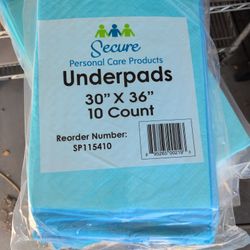 Secure
Personal Care Products
Underpads
30" X 36"
10 Count
Reorder Number:
SP115410